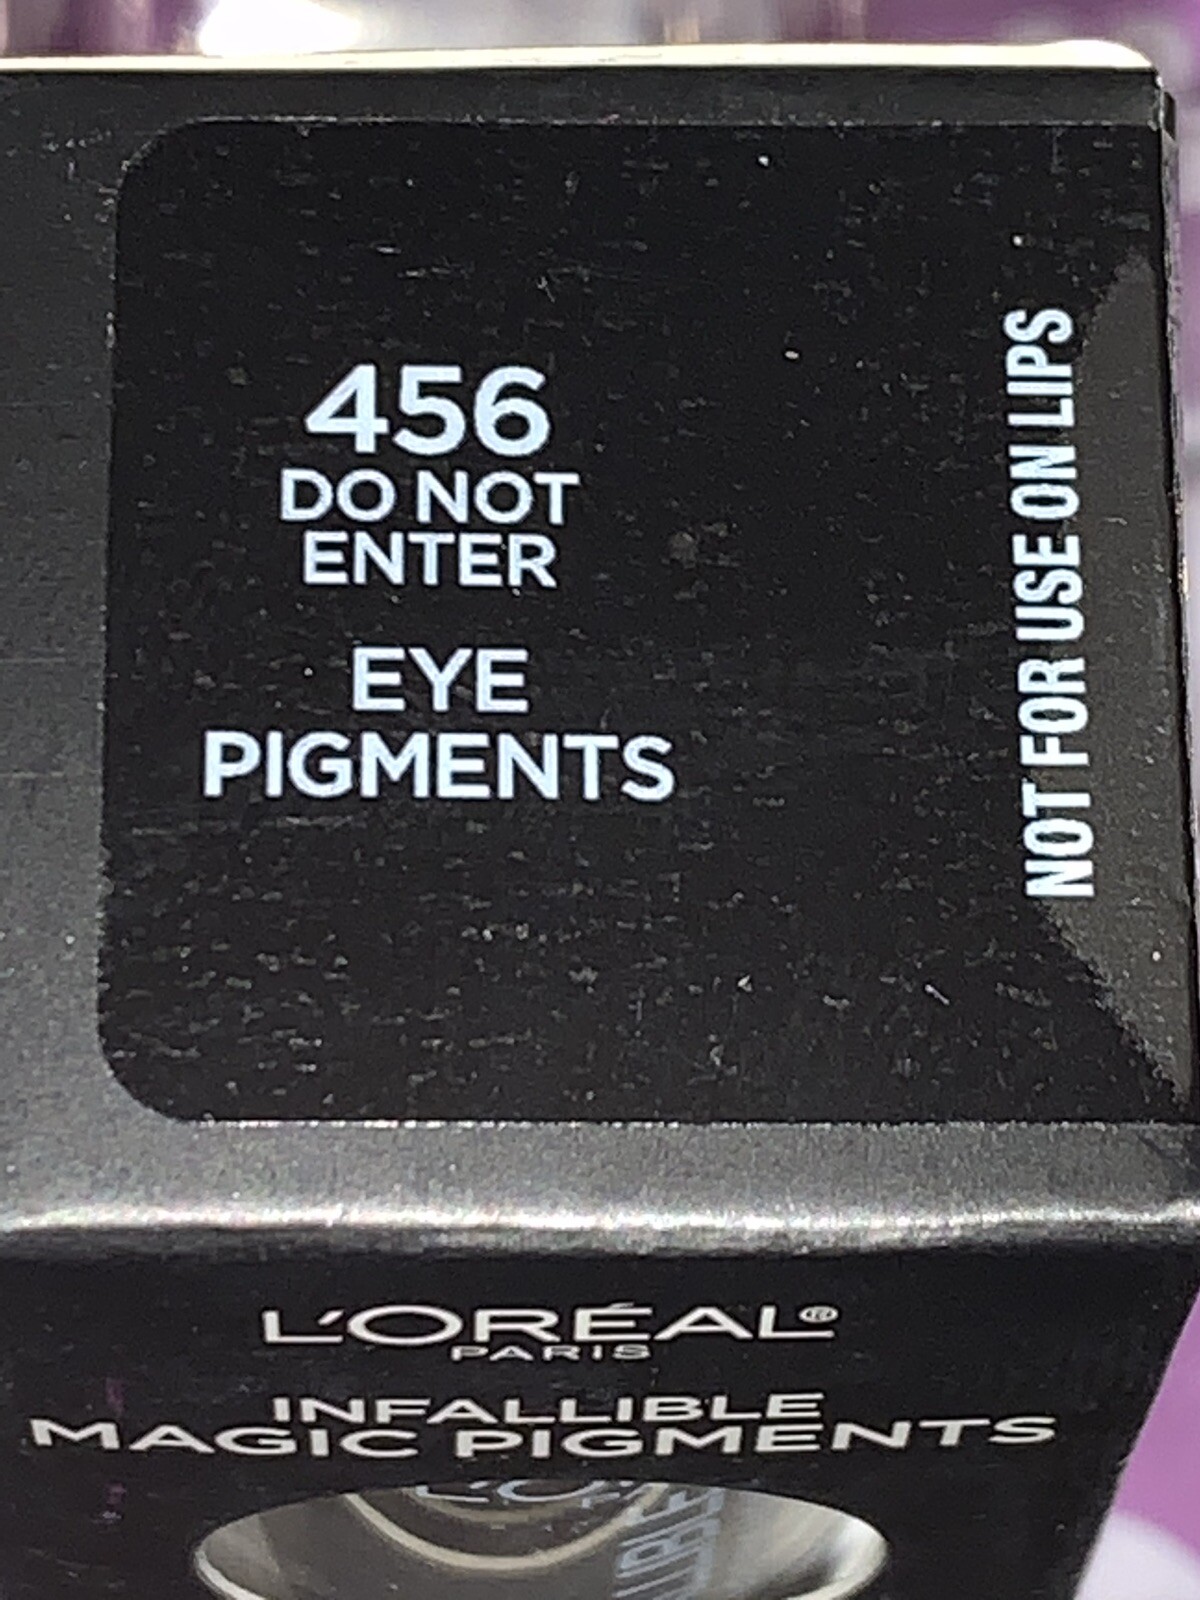 456
DO NOT
ENTER
EYE
PIGMENTS
NOT FOR USE ON LIPS
L'ORÉAL®
PARIS
INFALLIBLE
MAGIC PIGMENTS